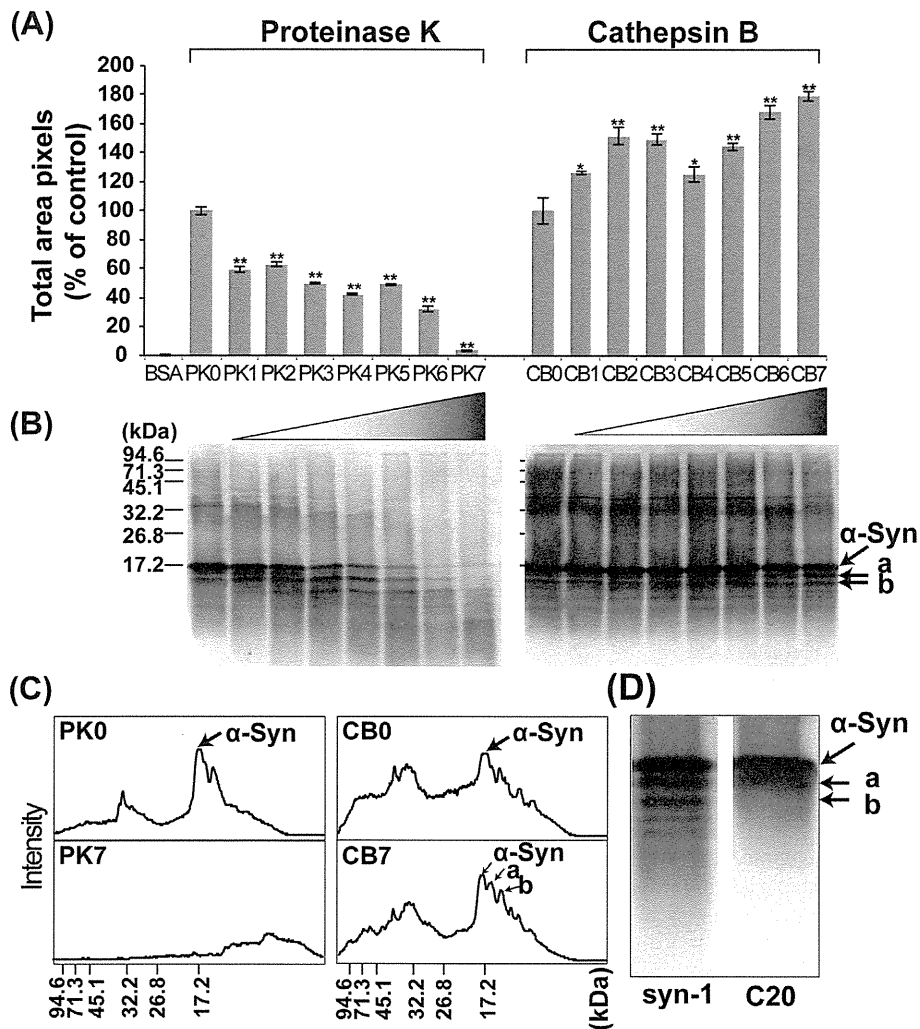 (A)
Proteinase K
Cathepsin B
Total area pixels
(% of control)
200
180
160
140
120
100
80
60
40
20
0
** ** ** ** ** ** **
* ** ** * ** ** **
BSA PK0 PK1 PK2 PK3 PK4 PK5 PK6 PK7
CB0 CB1 CB2 CB3 CB4 CB5 CB6 CB7
(B)
(kDa)
94.6
71.3
45.1
32.2
26.8
17.2
α-Syn
a
b
(C)
Intensity
PK0
α-Syn
CB0
α-Syn
PK7
CB7
α-Syn
a
b
94.6 71.3 45.1 32.2 26.8 17.2
94.6 71.3 45.1 32.2 26.8 17.2 (kDa)
(D)
α-Syn
a
b
syn-1 C20